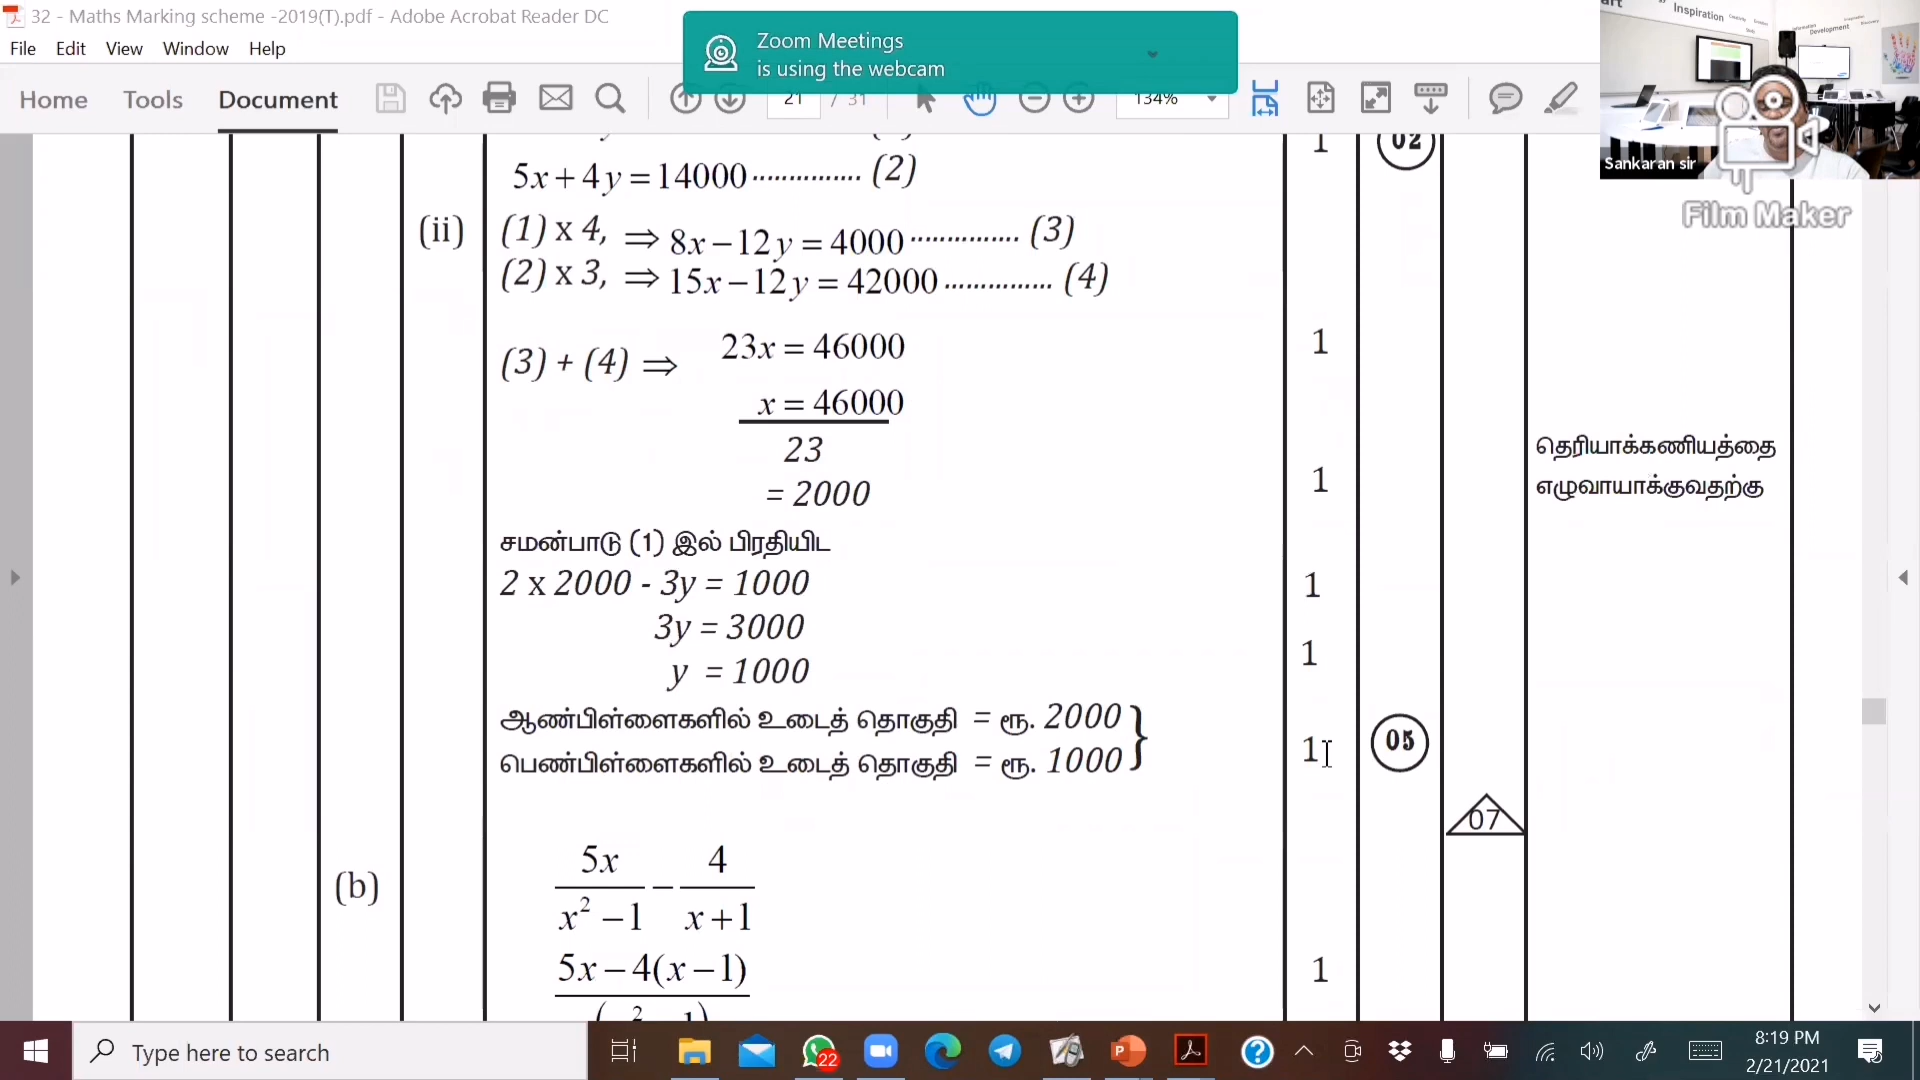 32 - Maths Marking scheme -2019(T).pdf - Adobe Acrobat Reader DC
File Edit View Window Help
Zoom Meetings
is using the webcam
Home Tools Document 21 / 31 134%
Inspiration
Development
Sankaran sir
Film Maker
1 02
5x + 4y = 14000 .............. (2)
(ii) (1) x 4, ⇒ 8x − 12y = 4000 .............. (3)
(2) x 3, ⇒ 15x − 12y = 42000 .............. (4)
(3) + (4) ⇒ 23x = 46000 1
x = 46000
23
= 2000 1
தெரியாக்கணியத்தை
எழுவாயாக்குவதற்கு
சமன்பாடு (1) இல் பிரதியிட
2 x 2000 - 3y = 1000 1
3y = 3000 1
y = 1000
ஆண்பிள்ளைகளில் உடைத் தொகுதி = ரூ. 2000 }
பெண்பிள்ளைகளில் உடைத் தொகுதி = ரூ. 1000 1 05
07
(b) 5x/(x² − 1) − 4/(x + 1)
5x − 4(x − 1) 1
Type here to search
22
8:19 PM
2/21/2021